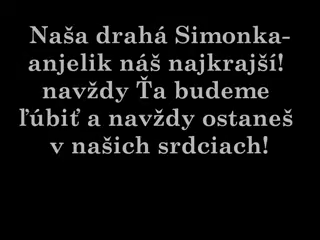 Naša drahá Simonka-
anjelik náš najkrajší!
navždy Ťa budeme
ľúbiť a navždy ostaneš
v našich srdciach!